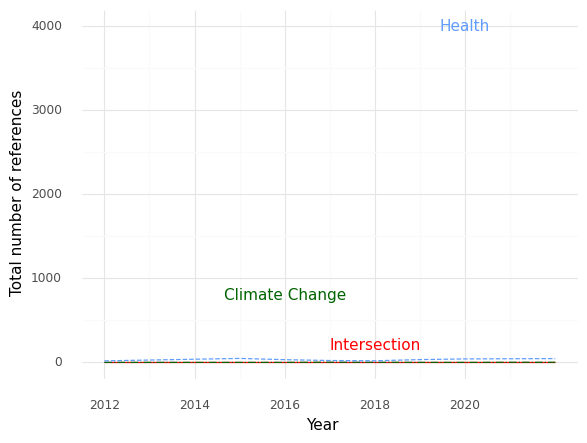 4000
Health
3000
2000
1000
Climate Change
Intersection
0
2012 2014 2016 2018 2020
Year
Total number of references